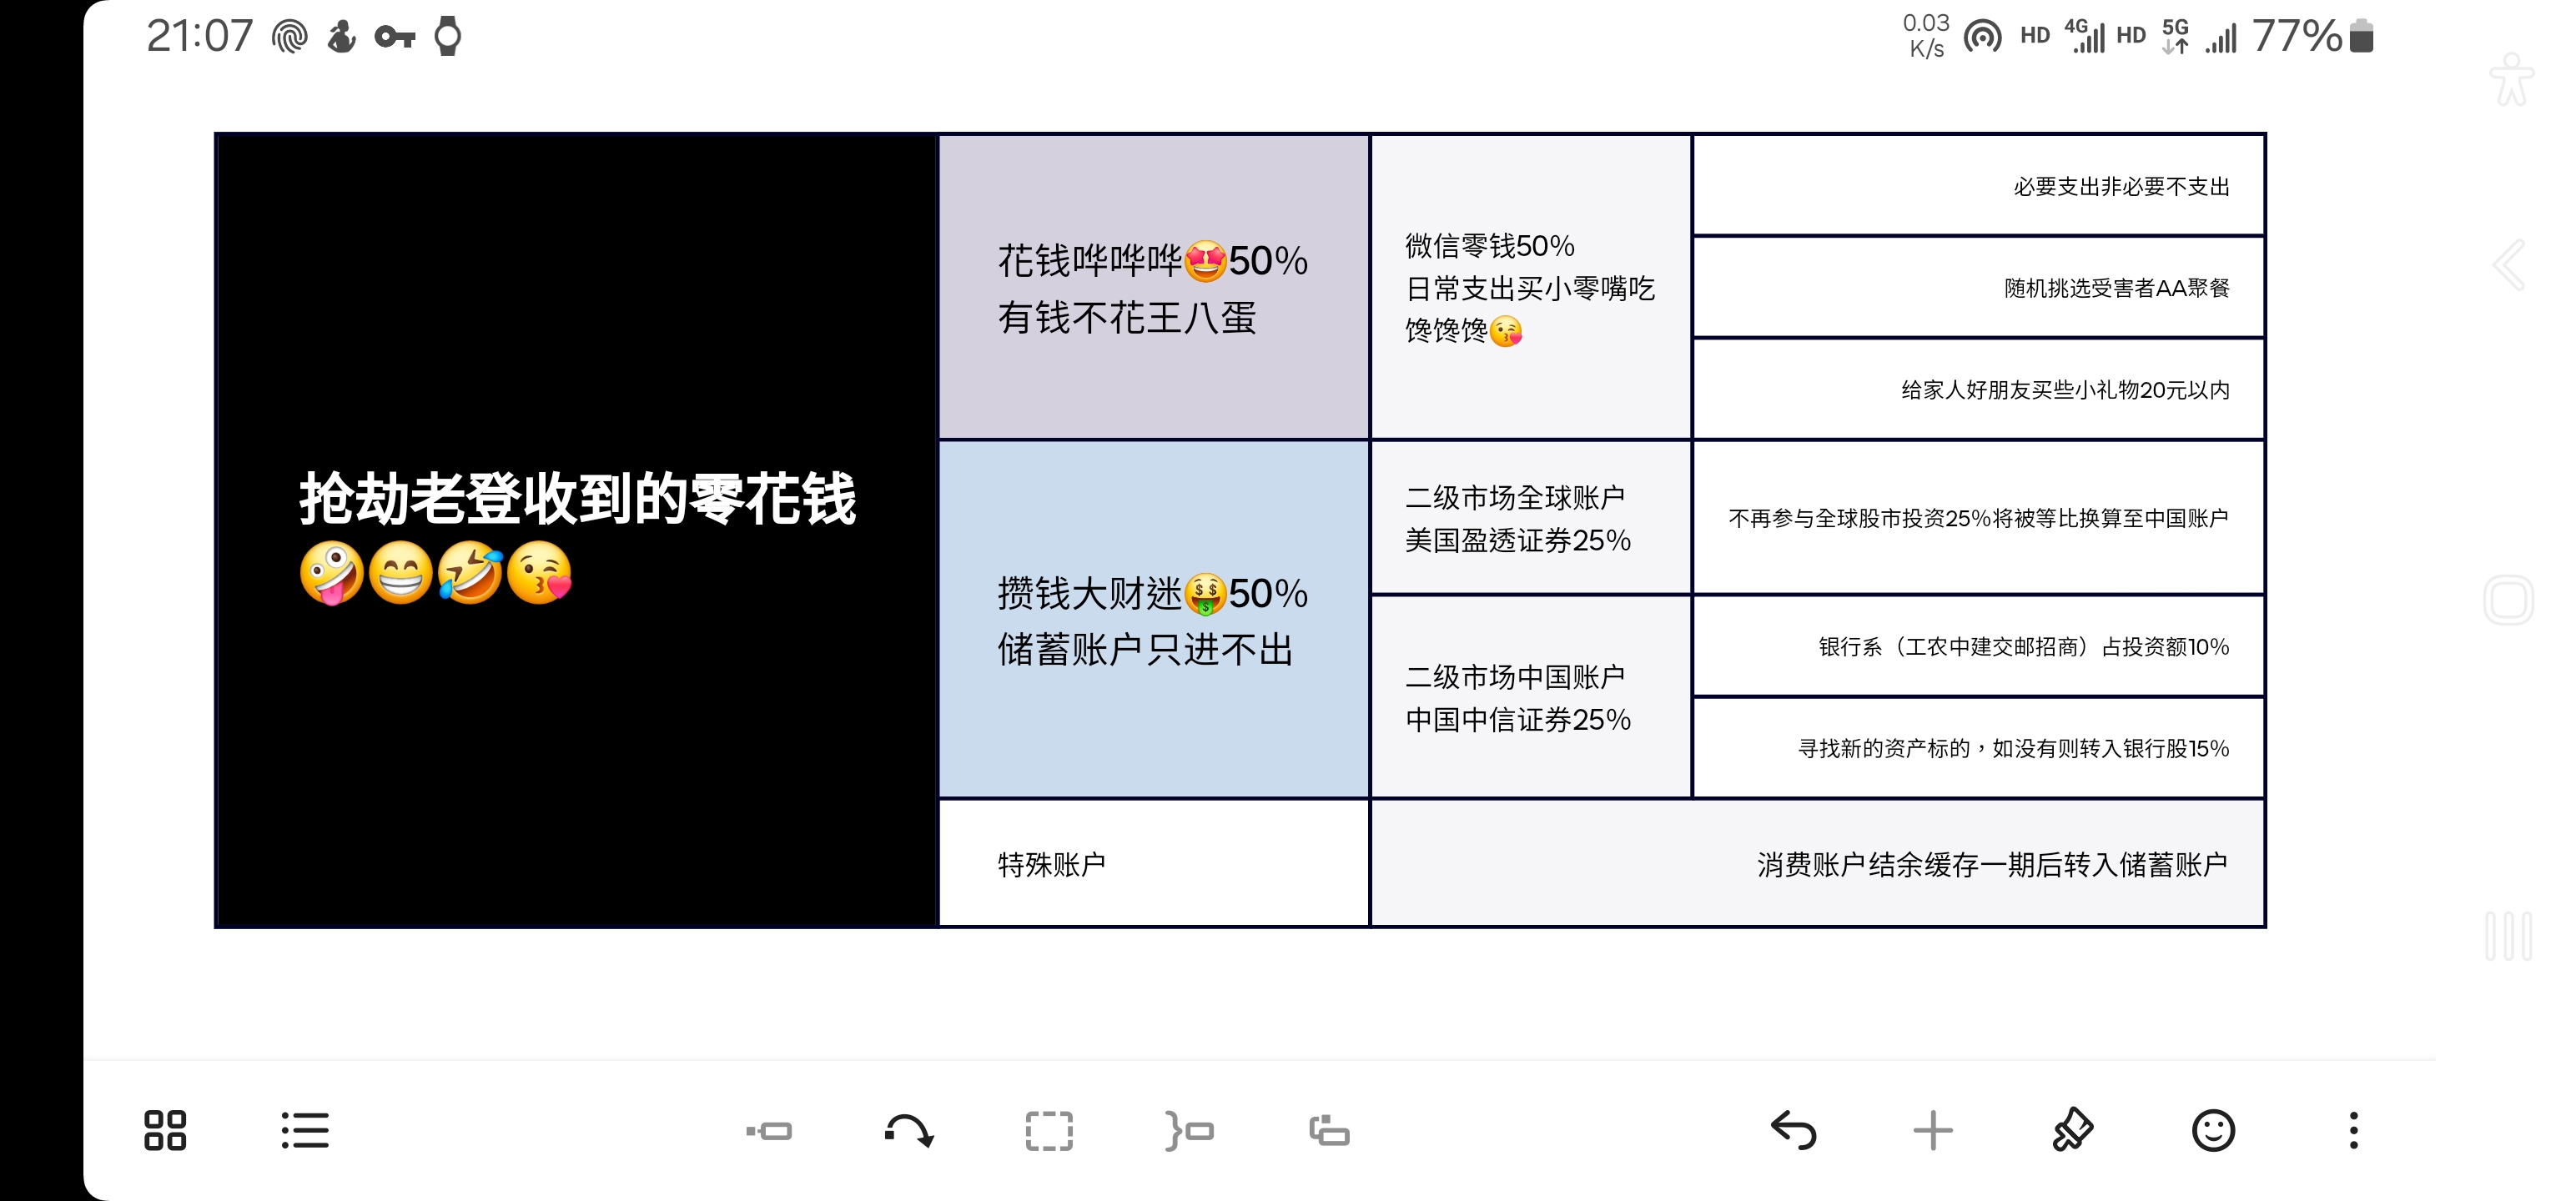 21:07
0.03
K/s
HD 4G HD 5G 77%
抢劫老登收到的零花钱
🤪😁🤣😘
花钱哗哗哗🤩50%
有钱不花王八蛋
微信零钱50%
日常支出买小零嘴吃
馋馋馋😘
必要支出非必要不支出
随机挑选受害者AA聚餐
给家人好朋友买些小礼物20元以内
攒钱大财迷🤑50%
储蓄账户只进不出
二级市场全球账户
美国盈透证券25%
不再参与全球股市投资25%将被等比换算至中国账户
二级市场中国账户
中国中信证券25%
银行系（工农中建交邮招商）占投资额10%
寻找新的资产标的，如没有则转入银行股15%
特殊账户
消费账户结余缓存一期后转入储蓄账户